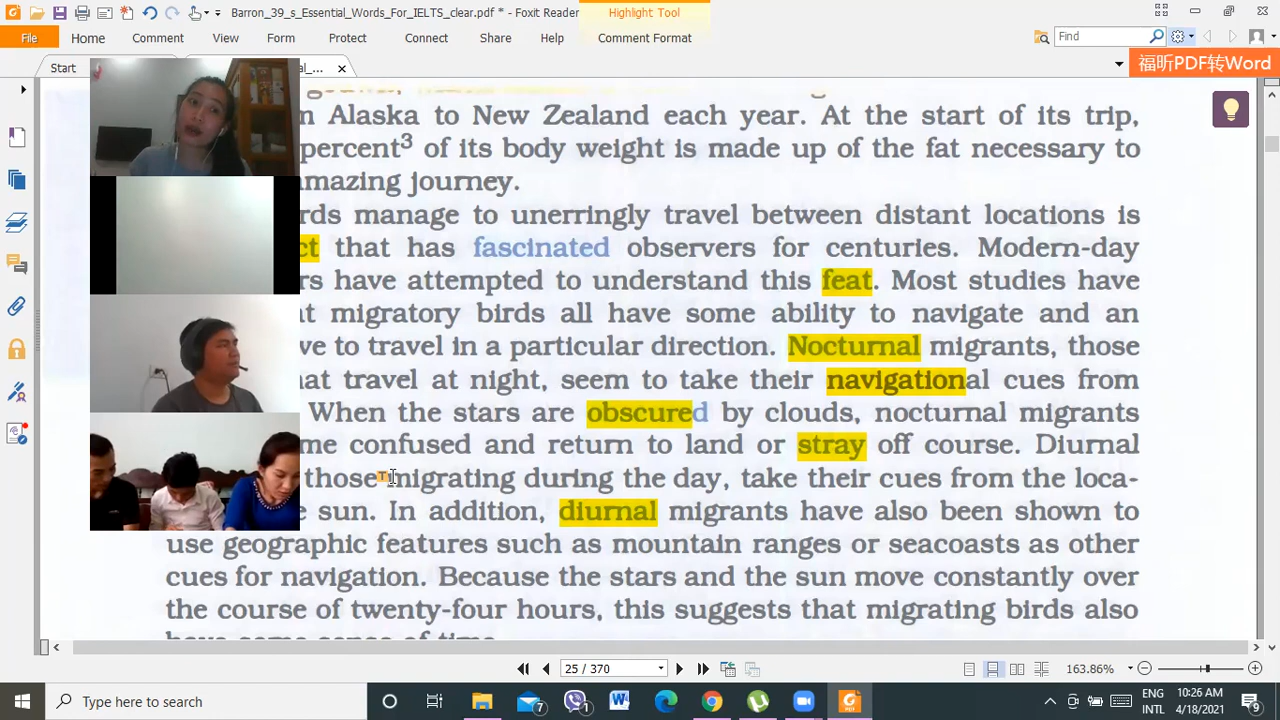 Barron_39_s_Essential_Words_For_IELTS_clear.pdf * - Foxit Reader
Highlight Tool
File Home Comment View Form Protect Connect Share Help Comment Format
Find
Start
al_...
福昕PDF转Word
Alaska to New Zealand each year. At the start of its trip,
percent³ of its body weight is made up of the fat necessary to
amazing journey.
manage to unerringly travel between distant locations is
that has fascinated observers for centuries. Modern-day
have attempted to understand this feat. Most studies have
migratory birds all have some ability to navigate and an
to travel in a particular direction. Nocturnal migrants, those
travel at night, seem to take their navigational cues from
When the stars are obscured by clouds, nocturnal migrants
confused and return to land or stray off course. Diurnal
those migrating during the day, take their cues from the loca-
sun. In addition, diurnal migrants have also been shown to
use geographic features such as mountain ranges or seacoasts as other
cues for navigation. Because the stars and the sun move constantly over
the course of twenty-four hours, this suggests that migrating birds also
have some sense of time.
25 / 370
163.86%
Type here to search
7
1
ENG
INTL
10:26 AM
4/18/2021
9